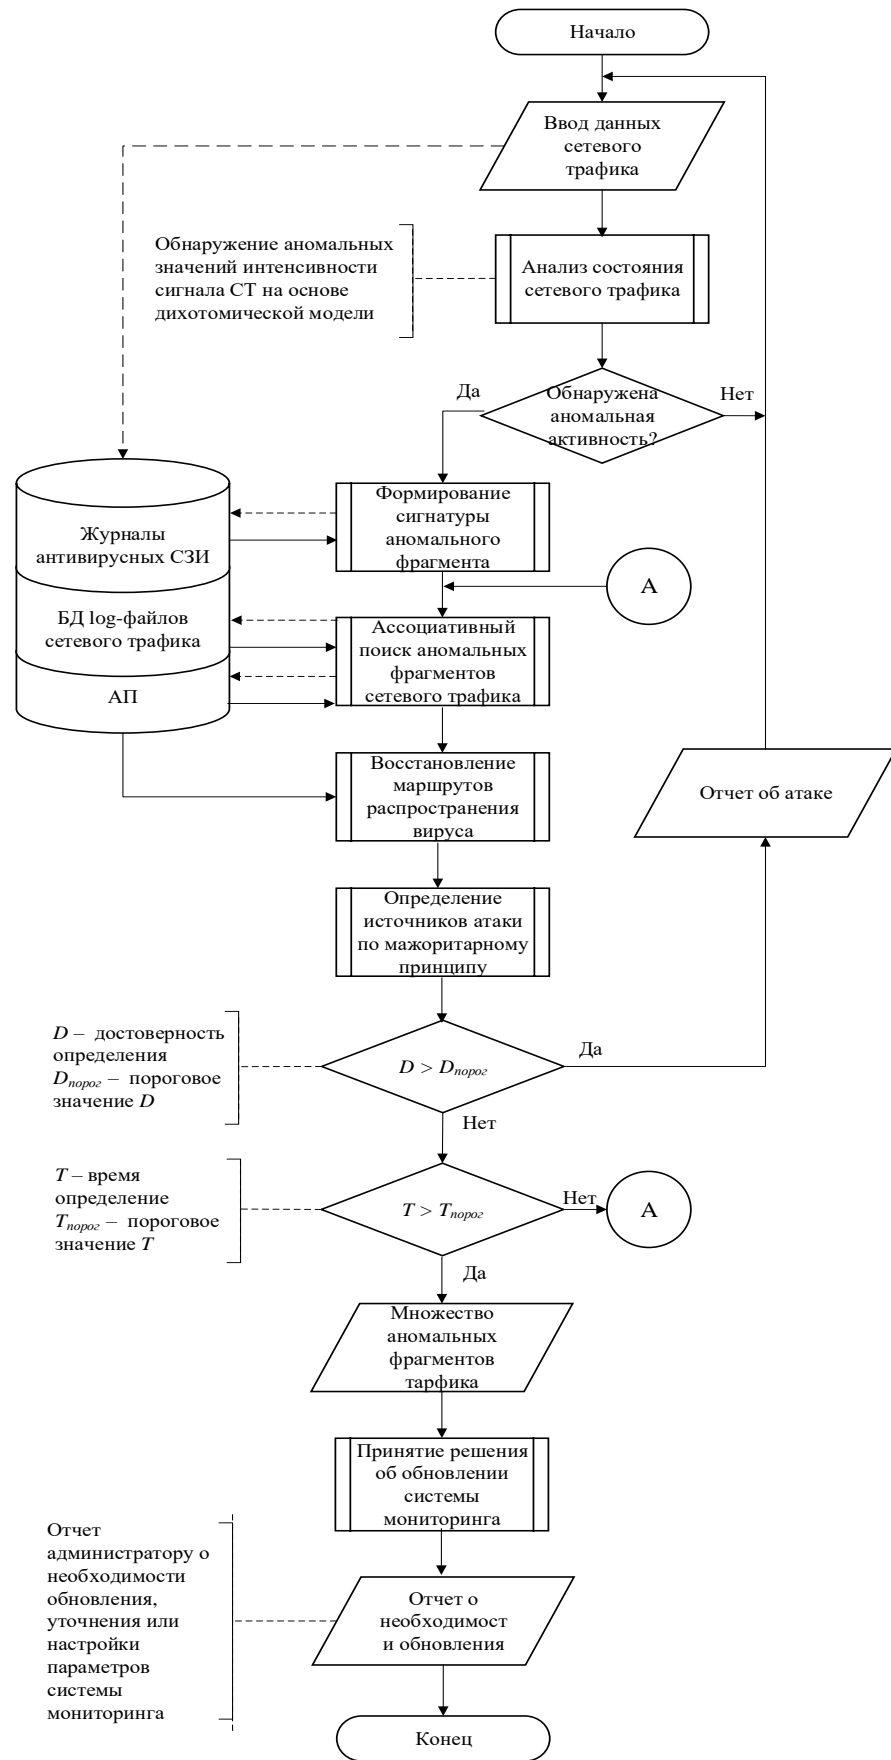 Начало
Ввод данных
сетевого
трафика
Обнаружение аномальных
значений интенсивности
сигнала СТ на основе
дихотомической модели
Анализ состояния
сетевого трафика
Да
Обнаружена
аномальная
активность?
Нет
Журналы
антивирусных СЗИ
Формирование
сигнатуры
аномального
фрагмента
А
БД log-файлов
сетевого трафика
Ассоциативный
поиск аномальных
фрагментов
сетевого трафика
АП
Восстановление
маршрутов
распространения
вируса
Отчет об атаке
Определение
источников атаки
по мажоритарному
принципу
D – достоверность
определения
Dпорог – пороговое
значение D
D > Dпорог
Да
Нет
T – время
определение
Tпорог – пороговое
значение T
T > Tпорог
Нет
А
Да
Множество
аномальных
фрагментов
тарфика
Принятие решения
об обновлении
системы
мониторинга
Отчет
администратору о
необходимости
обновления,
уточнения или
настройки
параметров
системы
мониторинга
Отчет о
необходимост
и обновления
Конец